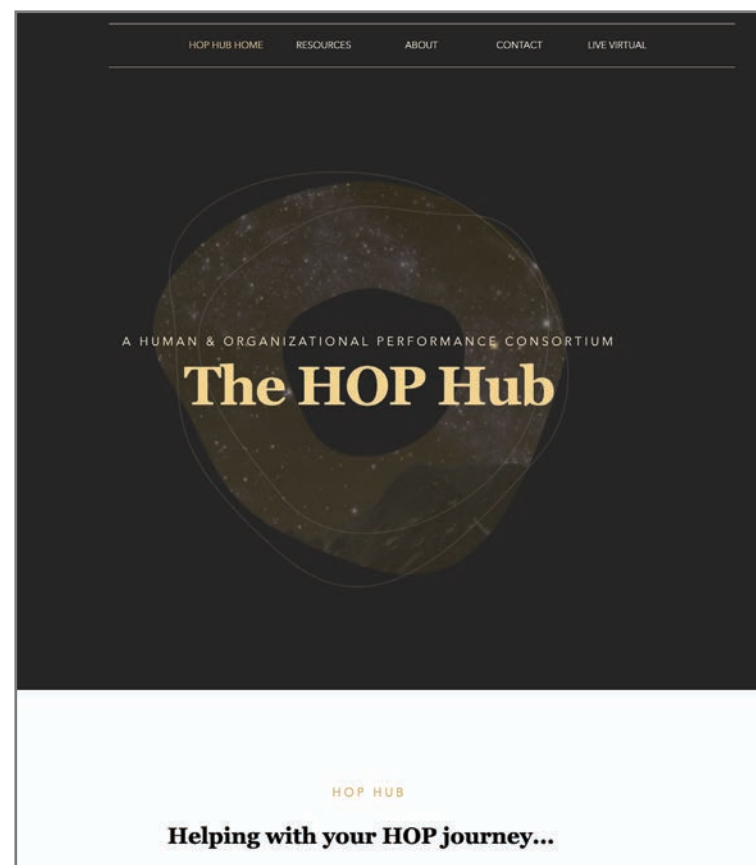 HOP HUB HOME RESOURCES ABOUT CONTACT LIVE VIRTUAL
A HUMAN & ORGANIZATIONAL PERFORMANCE CONSORTIUM
The HOP Hub
HOP HUB
Helping with your HOP journey...